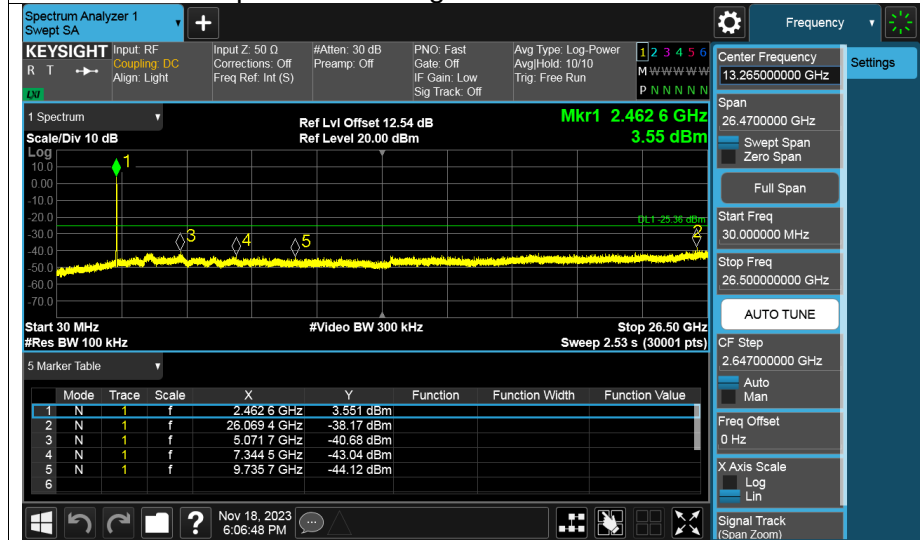 Spectrum Analyzer 1
Swept SA
+
Frequency
KEYSIGHT
R T
LXI
Input: RF
Coupling: DC
Align: Light
Input Z: 50 Ω
Corrections: Off
Freq Ref: Int (S)
#Atten: 30 dB
Preamp: Off
PNO: Fast
Gate: Off
IF Gain: Low
Sig Track: Off
Avg Type: Log-Power
Avg|Hold: 10/10
Trig: Free Run
1 2 3 4 5 6
M W W W W W
P N N N N N
1 Spectrum
Scale/Div 10 dB
Ref Lvl Offset 12.54 dB
Ref Level 20.00 dBm
Mkr1 2.462 6 GHz
3.55 dBm
Log
10.0
0.00
-10.0
-20.0
-30.0
-40.0
-50.0
-60.0
-70.0
1
3
4
5
2
DL1 -25.36 dBm
Start 30 MHz
#Res BW 100 kHz
#Video BW 300 kHz
Stop 26.50 GHz
Sweep 2.53 s (30001 pts)
5 Marker Table
Mode Trace Scale X Y Function Function Width Function Value
1 N 1 f 2.462 6 GHz 3.551 dBm
2 N 1 f 26.069 4 GHz -38.17 dBm
3 N 1 f 5.071 7 GHz -40.68 dBm
4 N 1 f 7.344 5 GHz -43.04 dBm
5 N 1 f 9.735 7 GHz -44.12 dBm
6
?
Nov 18, 2023
6:06:48 PM
Settings
Center Frequency
13.265000000 GHz
Span
26.4700000 GHz
Swept Span
Zero Span
Full Span
Start Freq
30.000000 MHz
Stop Freq
26.500000000 GHz
AUTO TUNE
CF Step
2.647000000 GHz
Auto
Man
Freq Offset
0 Hz
X Axis Scale
Log
Lin
Signal Track
(Span Zoom)